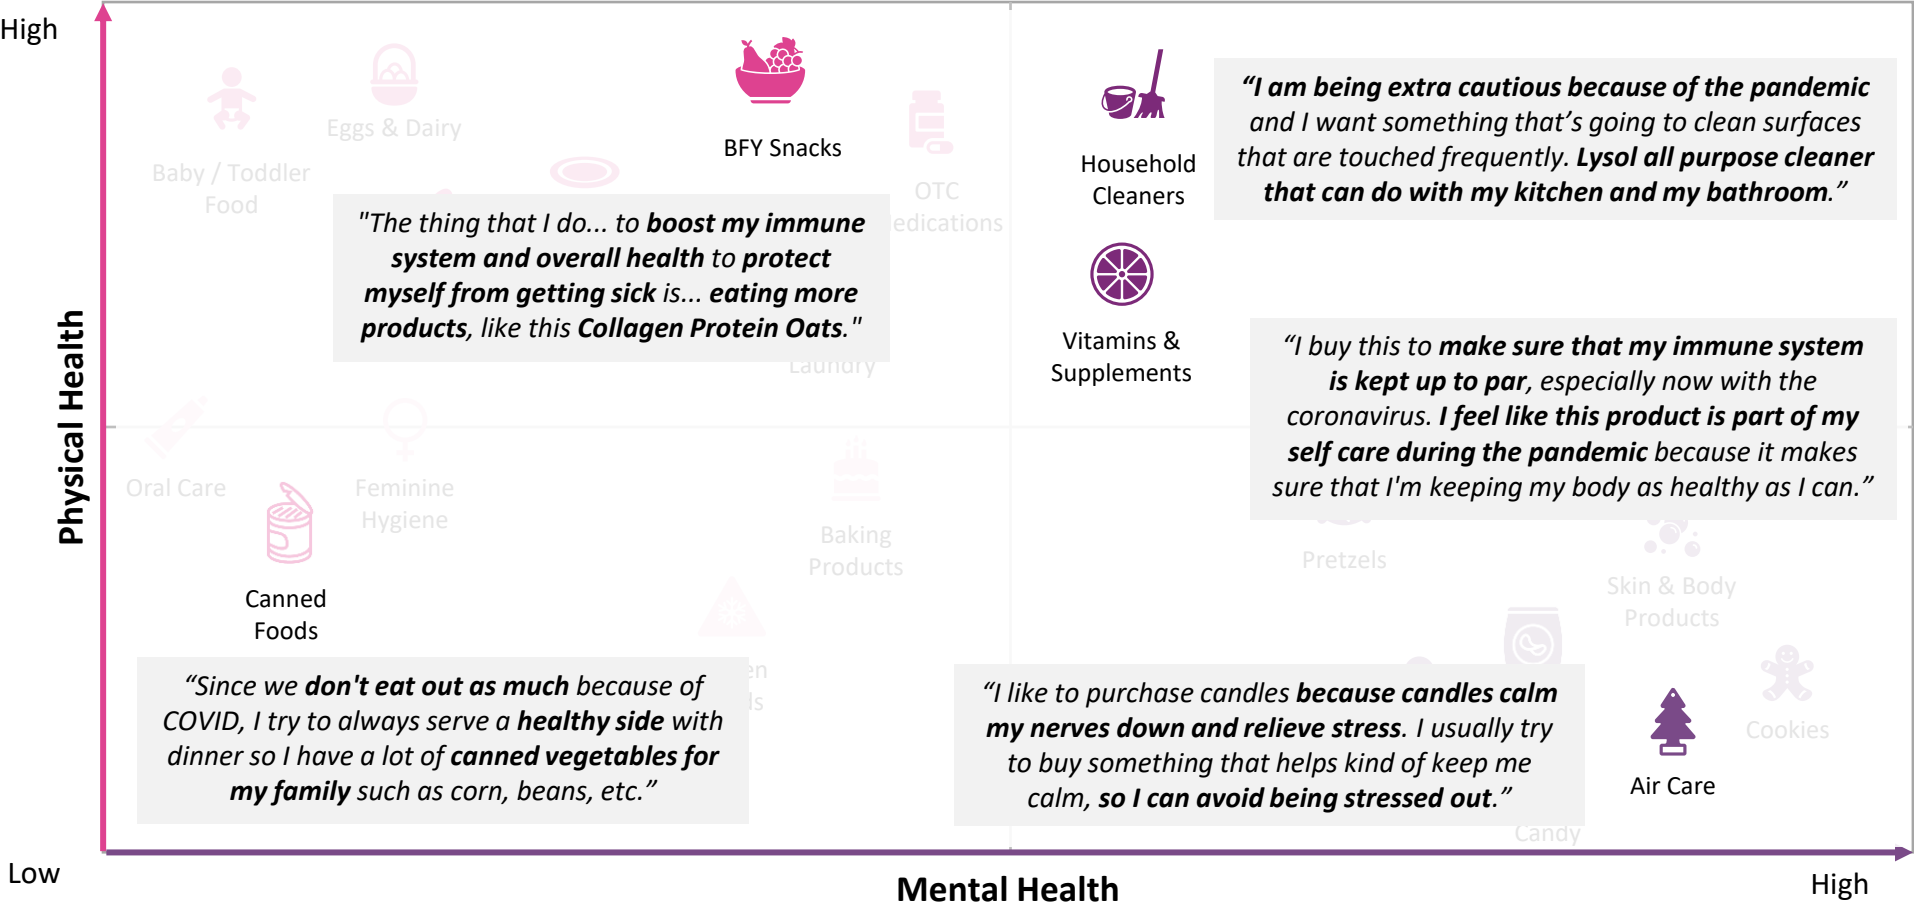 High
Eggs & Dairy
BFY Snacks
Baby / Toddler
Food
OTC
edications
Household
Cleaners
“I am being extra cautious because of the pandemic
and I want something that’s going to clean surfaces
that are touched frequently. Lysol all purpose cleaner
that can do with my kitchen and my bathroom.”
"The thing that I do... to boost my immune
system and overall health to protect
myself from getting sick is... eating more
products, like this Collagen Protein Oats."
Laundry
Vitamins &
Supplements
“I buy this to make sure that my immune system
is kept up to par, especially now with the
coronavirus. I feel like this product is part of my
self care during the pandemic because it makes
sure that I'm keeping my body as healthy as I can.”
Physical Health
Oral Care
Feminine
Hygiene
Baking
Products
Pretzels
Skin & Body
Products
Canned
Foods
en
ds
“Since we don't eat out as much because of
COVID, I try to always serve a healthy side with
dinner so I have a lot of canned vegetables for
my family such as corn, beans, etc.”
“I like to purchase candles because candles calm
my nerves down and relieve stress. I usually try
to buy something that helps kind of keep me
calm, so I can avoid being stressed out.”
Cookies
Air Care
Candy
Low
Mental Health
High